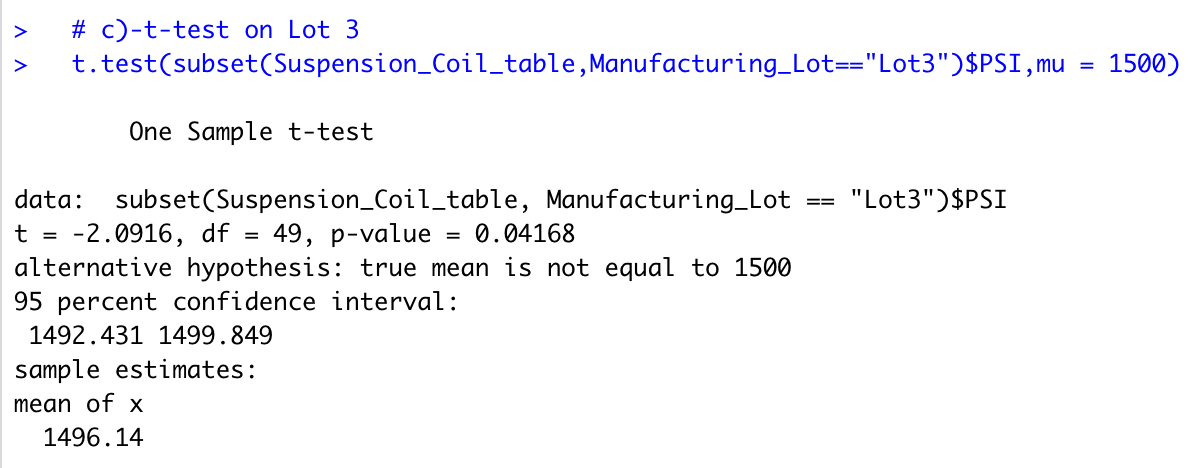 >   # c)-t-test on Lot 3
>   t.test(subset(Suspension_Coil_table,Manufacturing_Lot=="Lot3")$PSI,mu = 1500)
One Sample t-test
data:  subset(Suspension_Coil_table, Manufacturing_Lot == "Lot3")$PSI
t = -2.0916, df = 49, p-value = 0.04168
alternative hypothesis: true mean is not equal to 1500
95 percent confidence interval:
 1492.431 1499.849
sample estimates:
mean of x
  1496.14